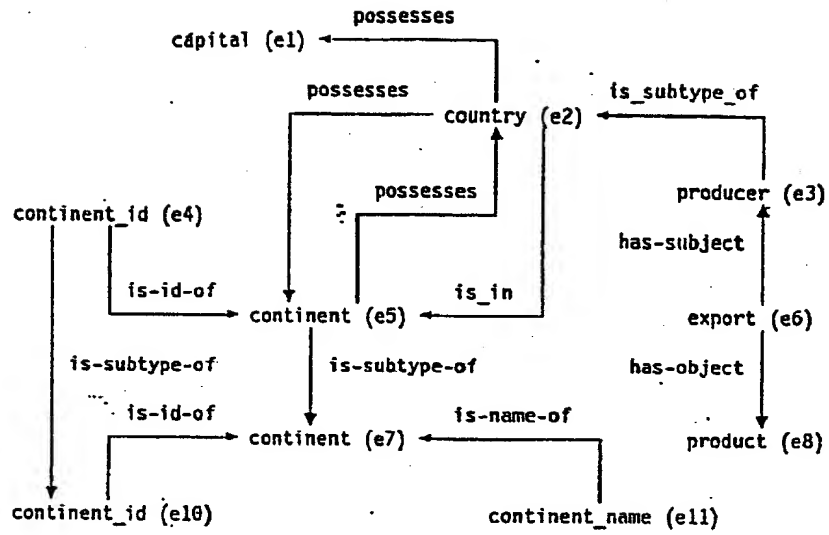 possesses
capital (e1)
possesses
country (e2)
is_subtype_of
possesses
producer (e3)
continent_id (e4)
has-subject
is-id-of
continent (e5)
is_in
export (e6)
is-subtype-of
is-subtype-of
has-object
is-id-of
continent (e7)
is-name-of
product (e8)
continent_id (e10)
continent_name (e11)